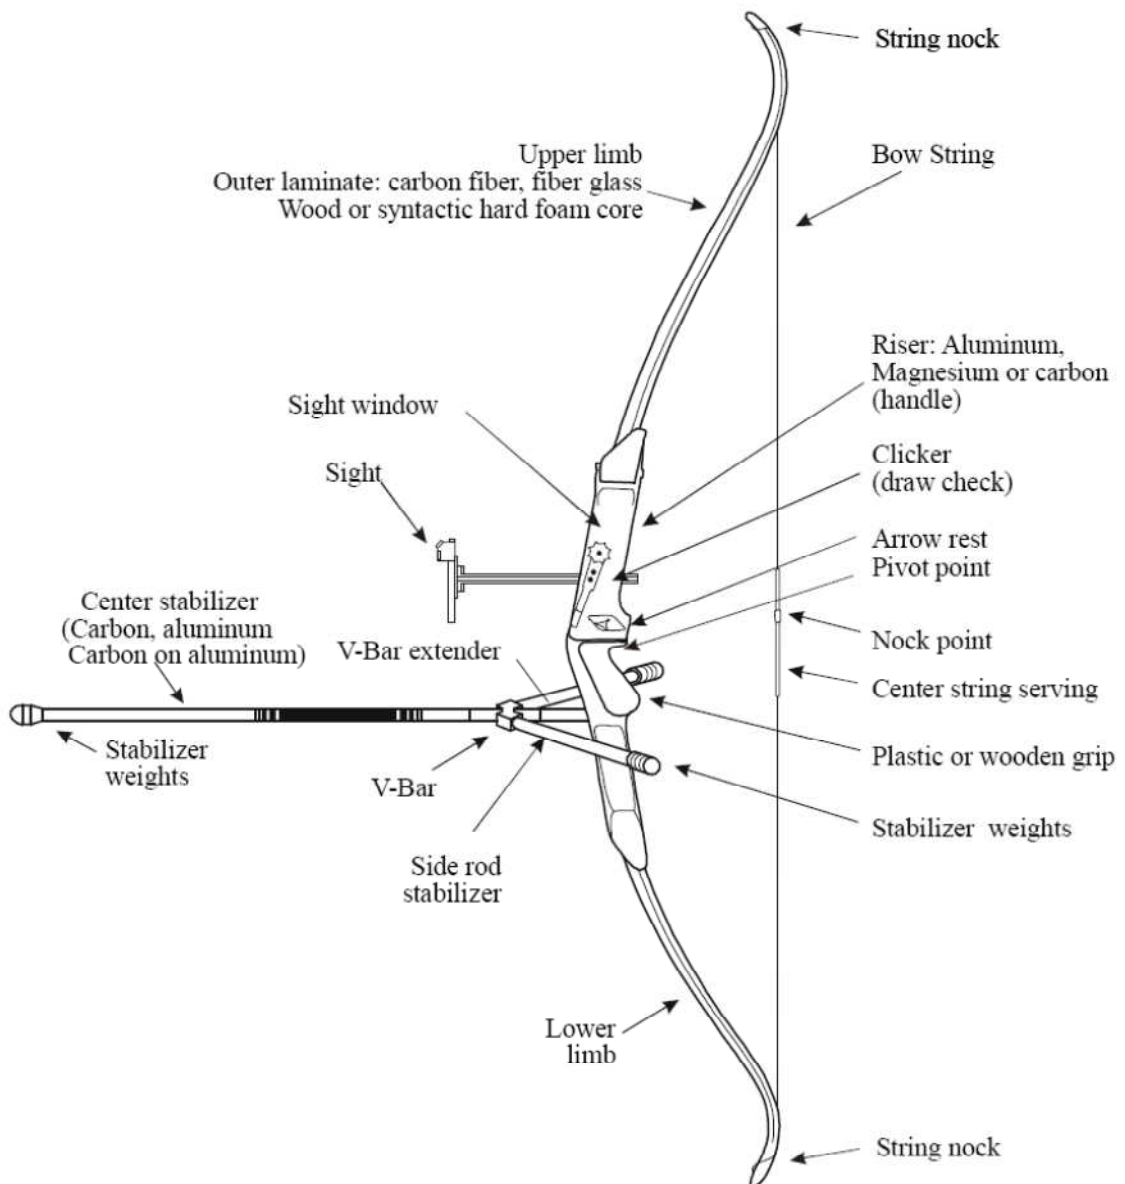 String nock
Upper limb
Outer laminate: carbon fiber, fiber glass
Wood or syntactic hard foam core
Bow String
Riser: Aluminum,
Magnesium or carbon
(handle)
Sight window
Clicker
(draw check)
Sight
Arrow rest
Pivot point
Center stabilizer
(Carbon, aluminum
Carbon on aluminum)
V-Bar extender
Nock point
Center string serving
Stabilizer
weights
V-Bar
Plastic or wooden grip
Stabilizer weights
Side rod
stabilizer
Lower
limb
String nock